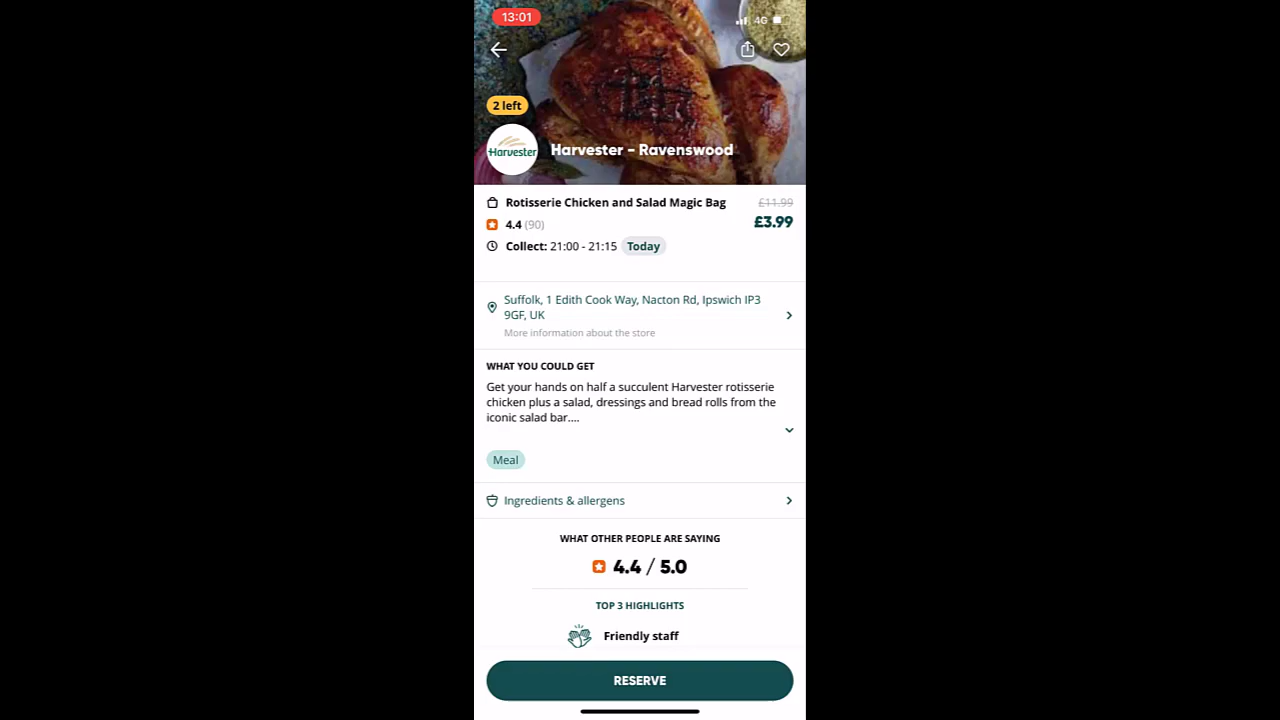 13:01
4G
2 left
Harvester
Harvester - Ravenswood
Rotisserie Chicken and Salad Magic Bag
£11.99
4.4 (90)
£3.99
Collect: 21:00 - 21:15 Today
Suffolk, 1 Edith Cook Way, Nacton Rd, Ipswich IP3
9GF, UK
More information about the store
WHAT YOU COULD GET
Get your hands on half a succulent Harvester rotisserie
chicken plus a salad, dressings and bread rolls from the
iconic salad bar....
Meal
Ingredients & allergens
WHAT OTHER PEOPLE ARE SAYING
4.4 / 5.0
TOP 3 HIGHLIGHTS
Friendly staff
RESERVE